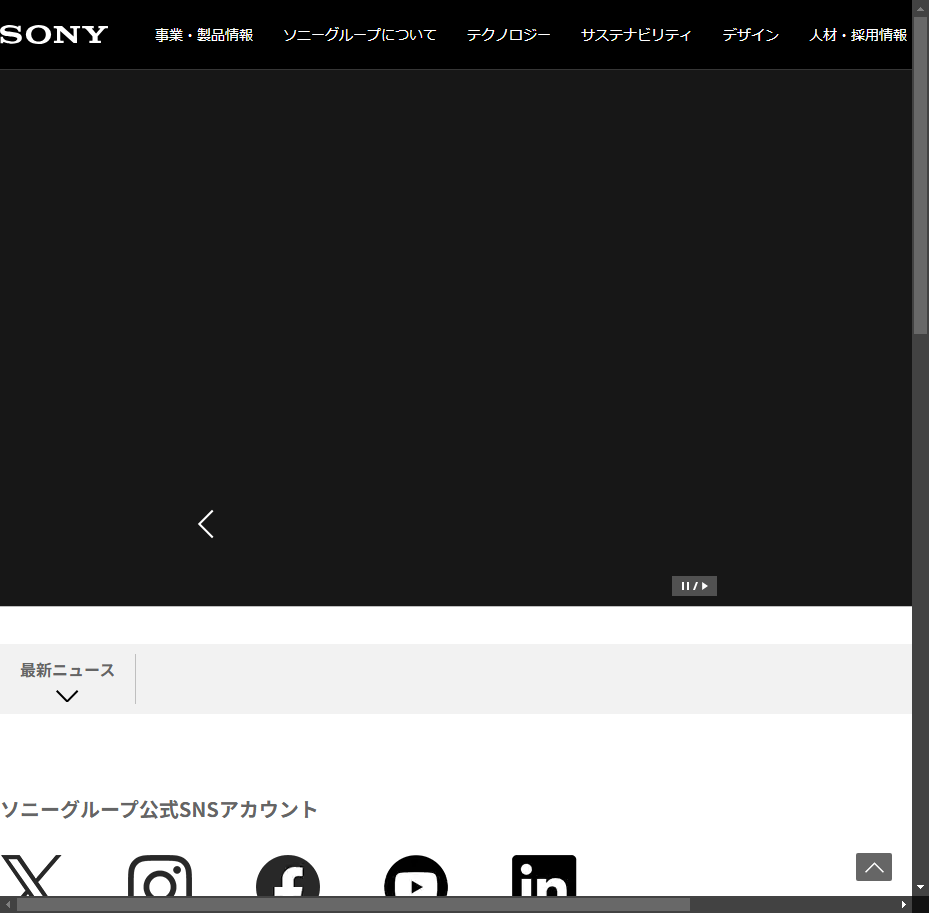 SONY
事業・製品情報
ソニーグループについて
テクノロジー
サステナビリティ
デザイン
人材・採用情報
最新ニュース
ソニーグループ公式SNSアカウント
in